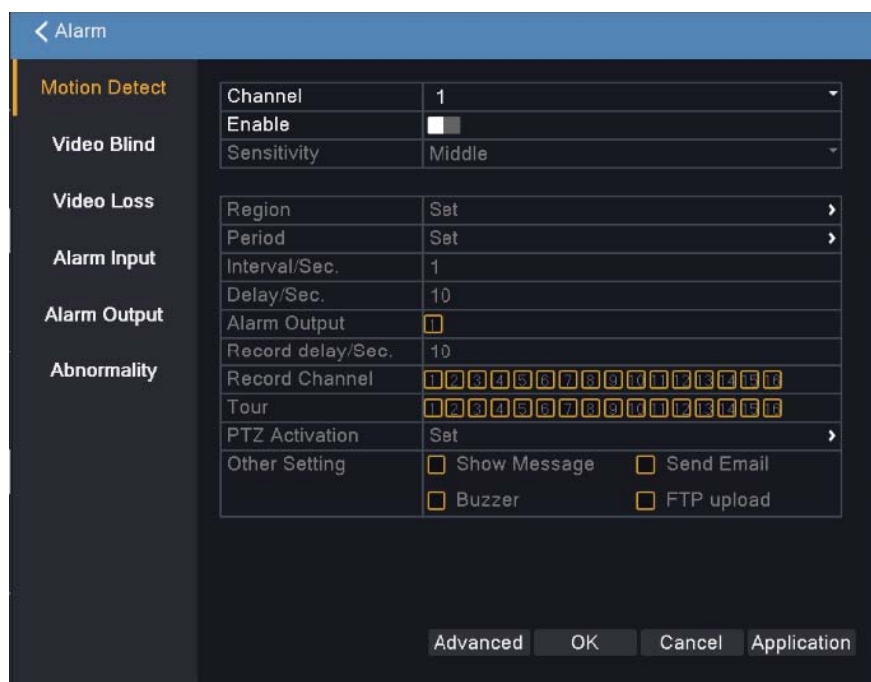 Alarm
Motion Detect
Video Blind
Video Loss
Alarm Input
Alarm Output
Abnormality
Channel 1
Enable
Sensitivity Middle
Region Set
Period Set
Interval/Sec. 1
Delay/Sec. 10
Alarm Output 1
Record delay/Sec. 10
Record Channel 1 2 3 4 5 6 7 8 9 10 11 12 13 14 15 16
Tour 1 2 3 4 5 6 7 8 9 10 11 12 13 14 15 16
PTZ Activation Set
Other Setting Show Message Send Email
Buzzer FTP upload
Advanced OK Cancel Application